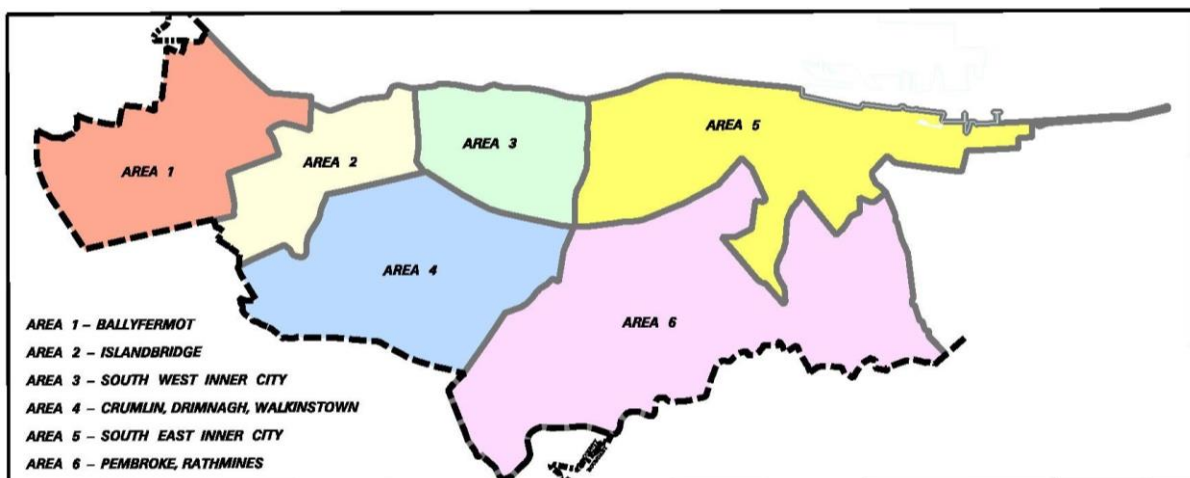 AREA 5
AREA 3
AREA 2
AREA 1
AREA 4
AREA 6
AREA 1 – BALLYFERMOT
AREA 2 – ISLANDBRIDGE
AREA 3 – SOUTH WEST INNER CITY
AREA 4 – CRUMLIN, DRIMNAGH, WALKINSTOWN
AREA 5 – SOUTH EAST INNER CITY
AREA 6 – PEMBROKE, RATHMINES